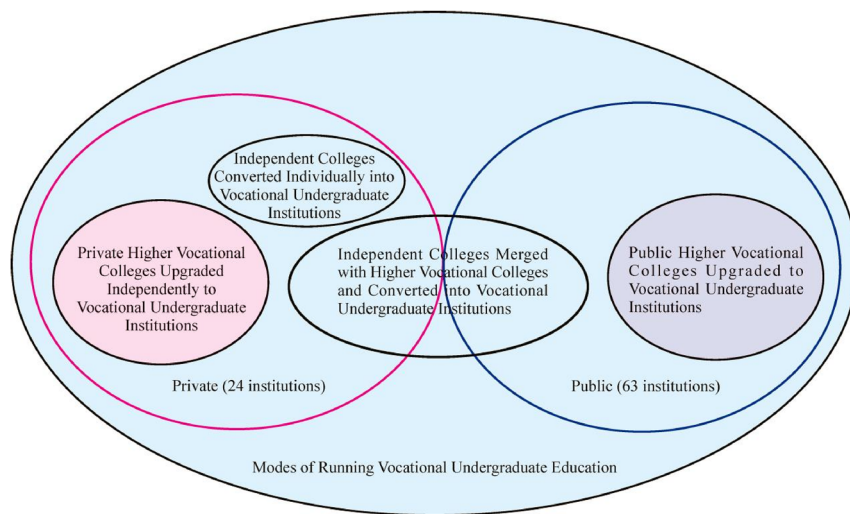 Independent Colleges
Converted Individually into
Vocational Undergraduate
Institutions
Private Higher Vocational
Colleges Upgraded
Independently to
Vocational Undergraduate
Institutions
Independent Colleges Merged
with Higher Vocational Colleges
and Converted into Vocational
Undergraduate Institutions
Public Higher Vocational
Colleges Upgraded to
Vocational Undergraduate
Institutions
Private (24 institutions)
Public (63 institutions)
Modes of Running Vocational Undergraduate Education